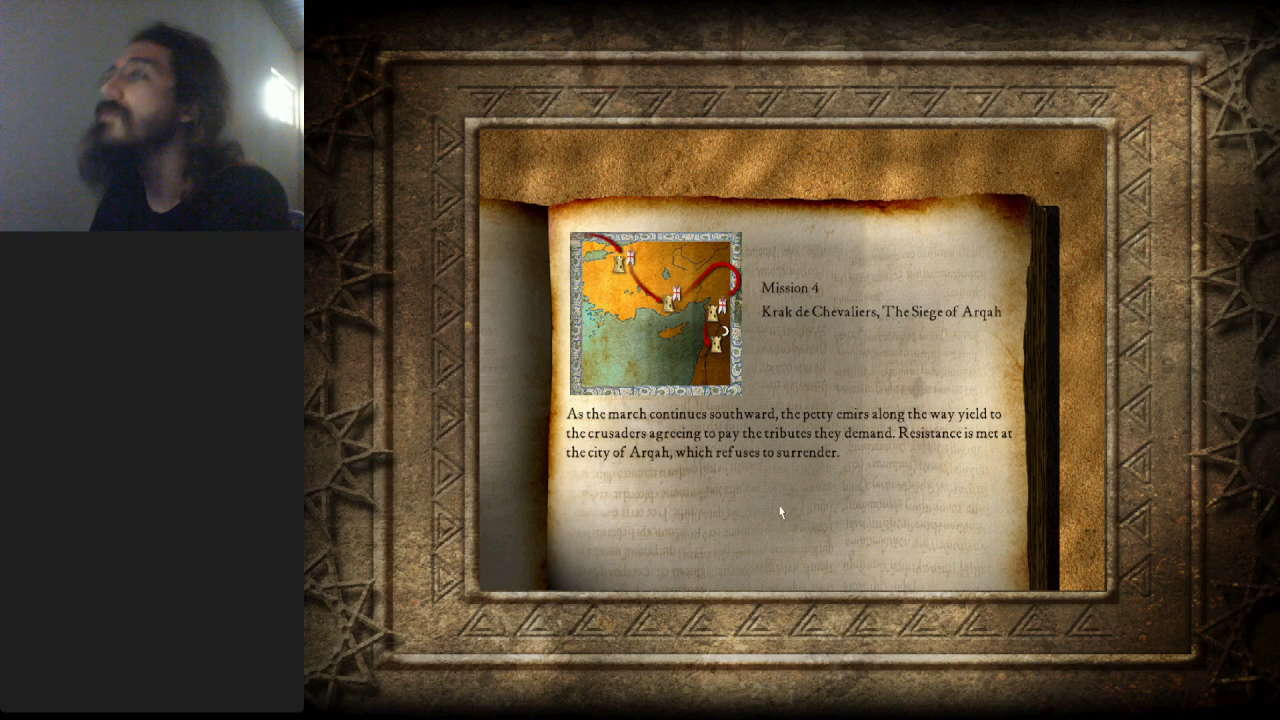 Mission 4
Krak de Chevaliers, The Siege of Arqah
As the march continues southward, the petty emirs along the way yield to
the crusaders agreeing to pay the tributes they demand. Resistance is met at
the city of Arqah, which refuses to surrender.